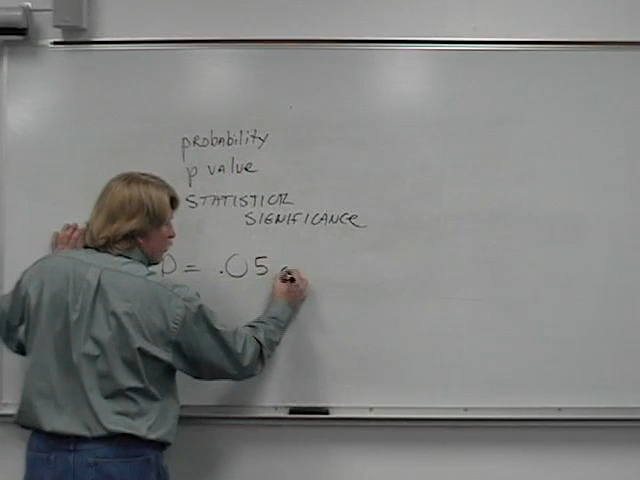 probability
p value
STATISTICAL
SIGNIFICANCE
p = .05